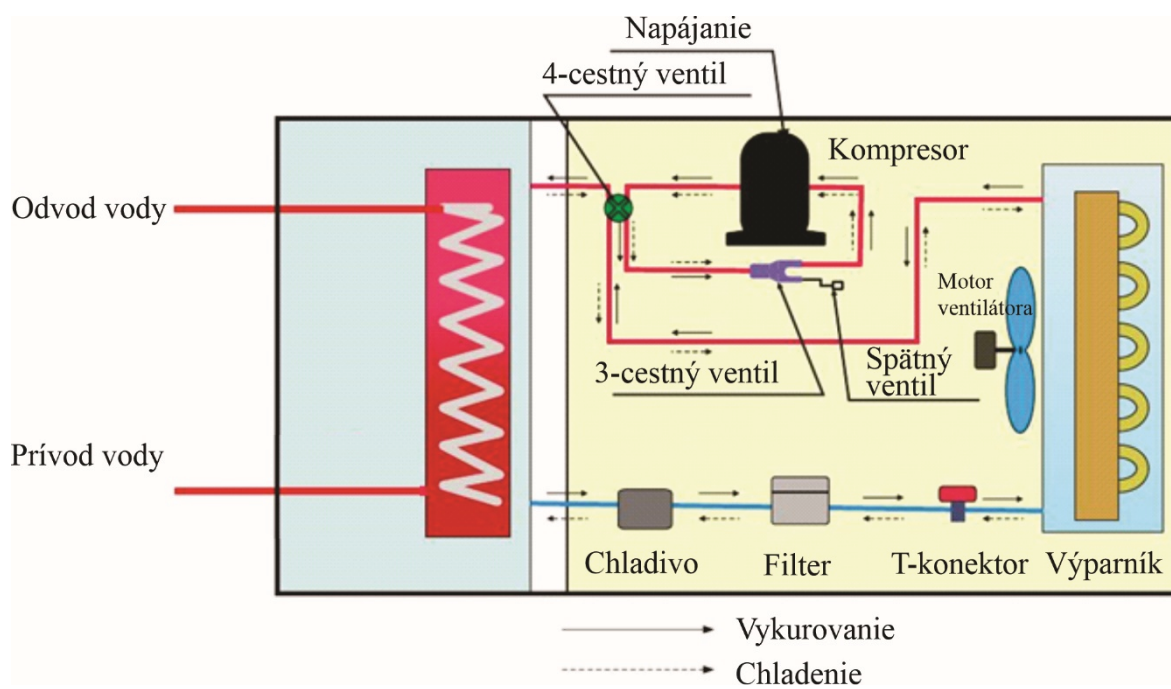 Napájanie
4-cestný ventil
Kompresor
Odvod vody
Motor
ventilátora
3-cestný ventil
Spätný
ventil
Prívod vody
Chladivo
Filter
T-konektor
Výparník
Vykurovanie
Chladenie